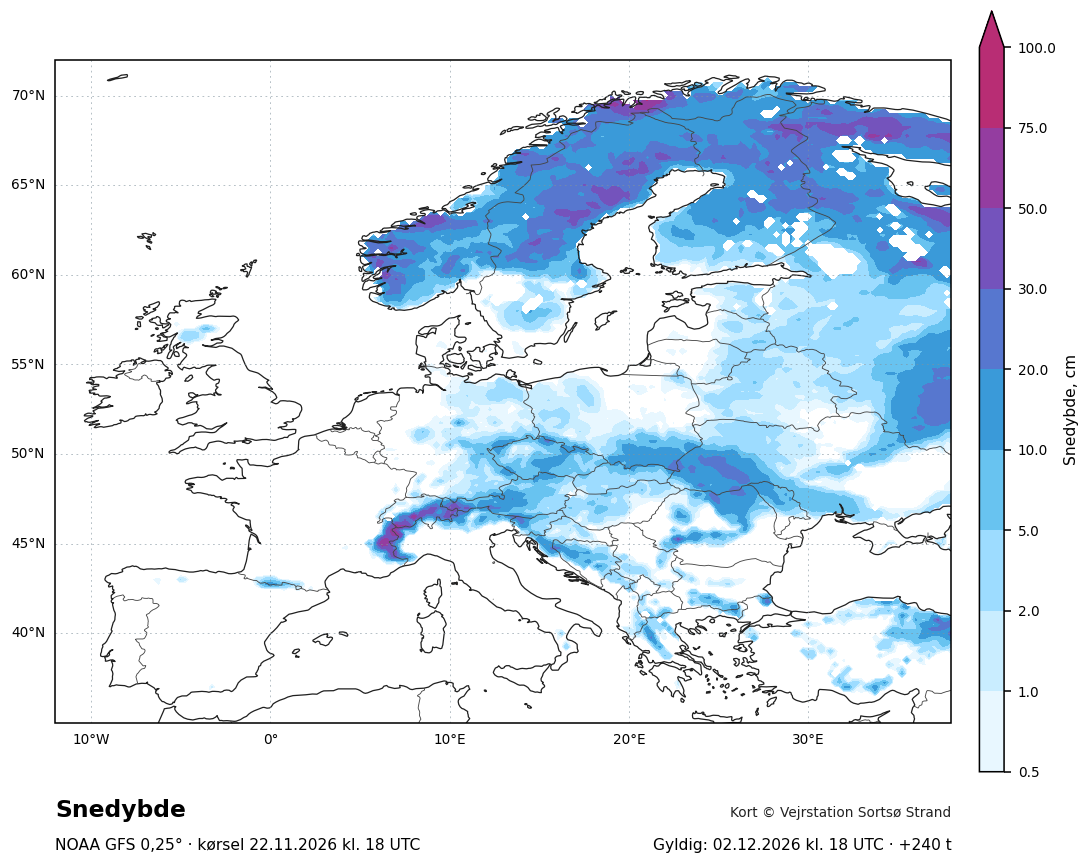 100.0
75.0
50.0
30.0
20.0
10.0
5.0
2.0
1.0
0.5
Snedybde, cm
70°N
65°N
60°N
55°N
50°N
45°N
40°N
10°W 0° 10°E 20°E 30°E
Snedybde
Kort © Vejrstation Sortsø Strand
NOAA GFS 0,25° · kørsel 22.11.2026 kl. 18 UTC
Gyldig: 02.12.2026 kl. 18 UTC · +240 t